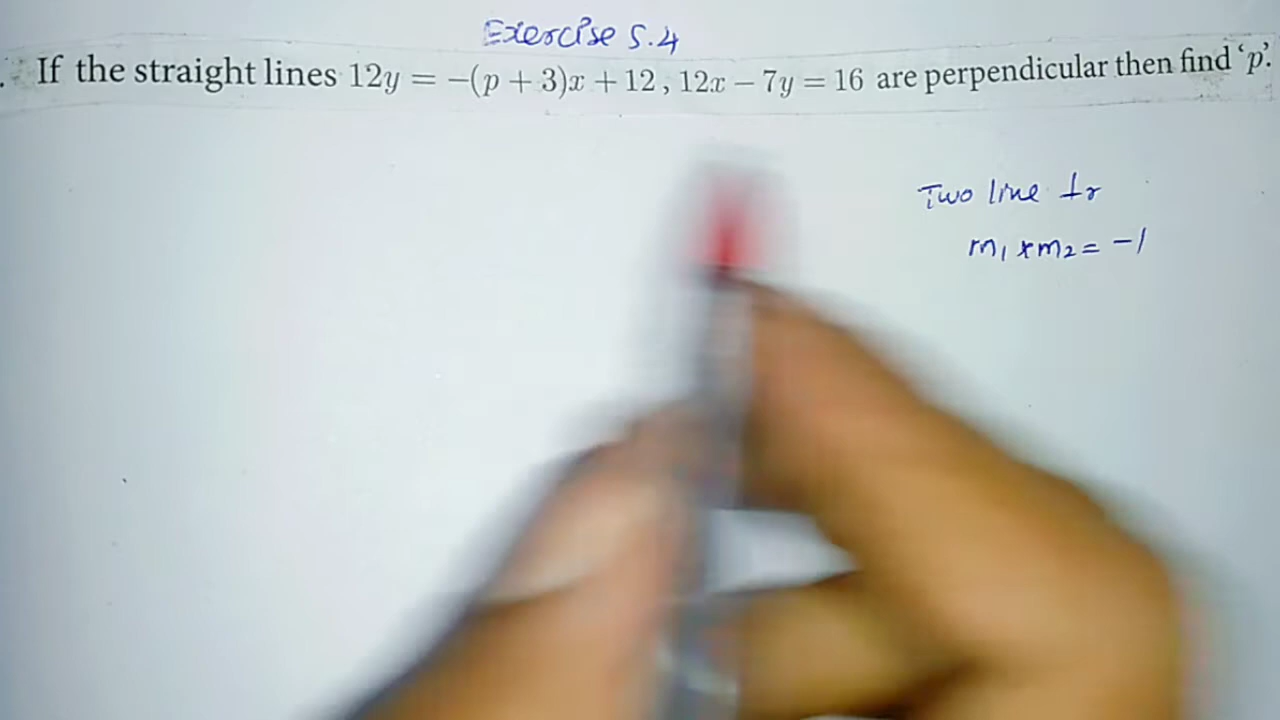 Exercise 5.4
. If the straight lines 12y = −(p + 3)x + 12 , 12x − 7y = 16 are perpendicular then find ‘p’.
Two line ⊥r
m₁ × m₂ = −1